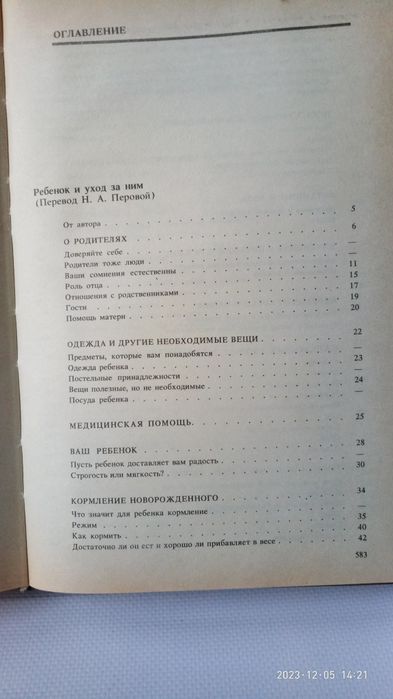 ОГЛАВЛЕНИЕ
Ребенок и уход за ним
(Перевод Н. А. Перовой)
От автора . . . 5
О РОДИТЕЛЯХ . . . 6
Доверяйте себе . . . —
Родители тоже люди . . . —
Ваши сомнения естественны . . . 11
Роль отца . . . 15
Отношения с родственниками . . . 17
Гости . . . 19
Помощь матери . . . 20
ОДЕЖДА И ДРУГИЕ НЕОБХОДИМЫЕ ВЕЩИ . . . 22
Предметы, которые вам понадобятся . . . —
Одежда ребенка . . . 23
Постельные принадлежности . . . —
Вещи полезные, но не необходимые . . . 24
Посуда ребенка . . . —
МЕДИЦИНСКАЯ ПОМОЩЬ. . . . 25
ВАШ РЕБЕНОК . . . 28
Пусть ребенок доставляет вам радость . . . —
Строгость или мягкость? . . . 30
КОРМЛЕНИЕ НОВОРОЖДЕННОГО . . . 34
Что значит для ребенка кормление . . . —
Режим . . . 35
Как кормить . . . 40
Достаточно ли он ест и хорошо ли прибавляет в весе . . . 42
583
2023-12-05 14:21